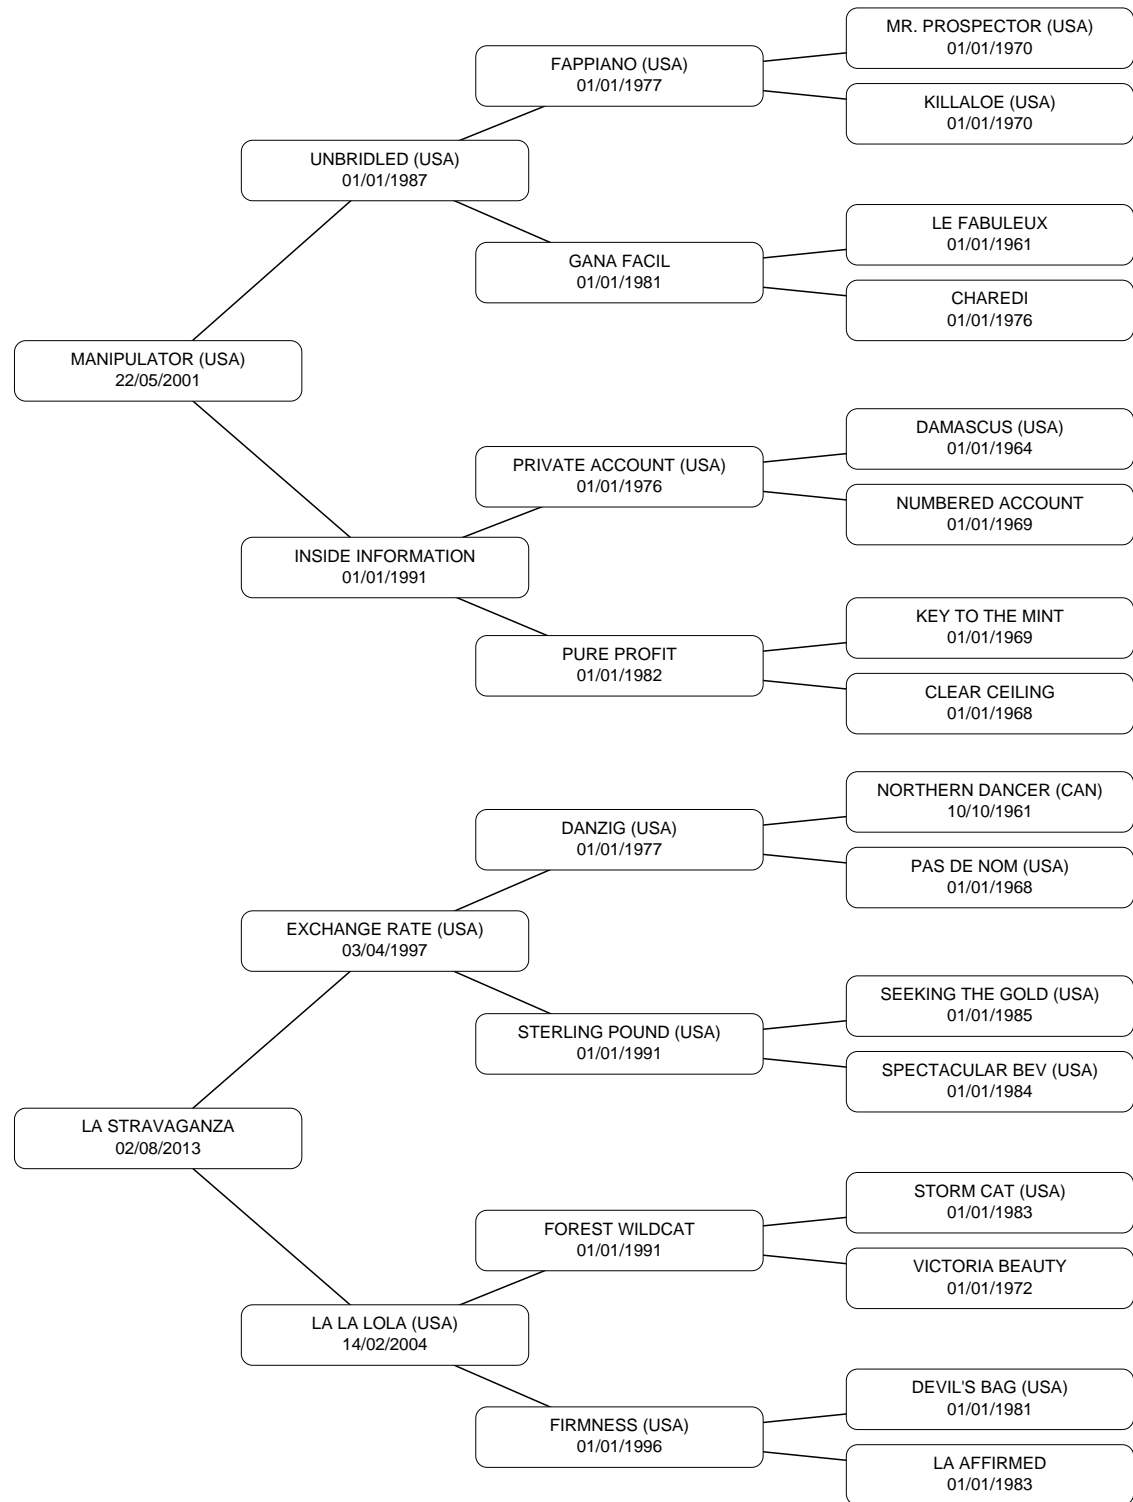 MR. PROSPECTOR (USA)
01/01/1970
FAPPIANO (USA)
01/01/1977
KILLALOE (USA)
01/01/1970
UNBRIDLED (USA)
01/01/1987
LE FABULEUX
01/01/1961
GANA FACIL
01/01/1981
CHAREDI
01/01/1976
MANIPULATOR (USA)
22/05/2001
DAMASCUS (USA)
01/01/1964
PRIVATE ACCOUNT (USA)
01/01/1976
NUMBERED ACCOUNT
01/01/1969
INSIDE INFORMATION
01/01/1991
KEY TO THE MINT
01/01/1969
PURE PROFIT
01/01/1982
CLEAR CEILING
01/01/1968
NORTHERN DANCER (CAN)
10/10/1961
DANZIG (USA)
01/01/1977
PAS DE NOM (USA)
01/01/1968
EXCHANGE RATE (USA)
03/04/1997
SEEKING THE GOLD (USA)
01/01/1985
STERLING POUND (USA)
01/01/1991
SPECTACULAR BEV (USA)
01/01/1984
LA STRAVAGANZA
02/08/2013
STORM CAT (USA)
01/01/1983
FOREST WILDCAT
01/01/1991
VICTORIA BEAUTY
01/01/1972
LA LA LOLA (USA)
14/02/2004
DEVIL'S BAG (USA)
01/01/1981
FIRMNESS (USA)
01/01/1996
LA AFFIRMED
01/01/1983